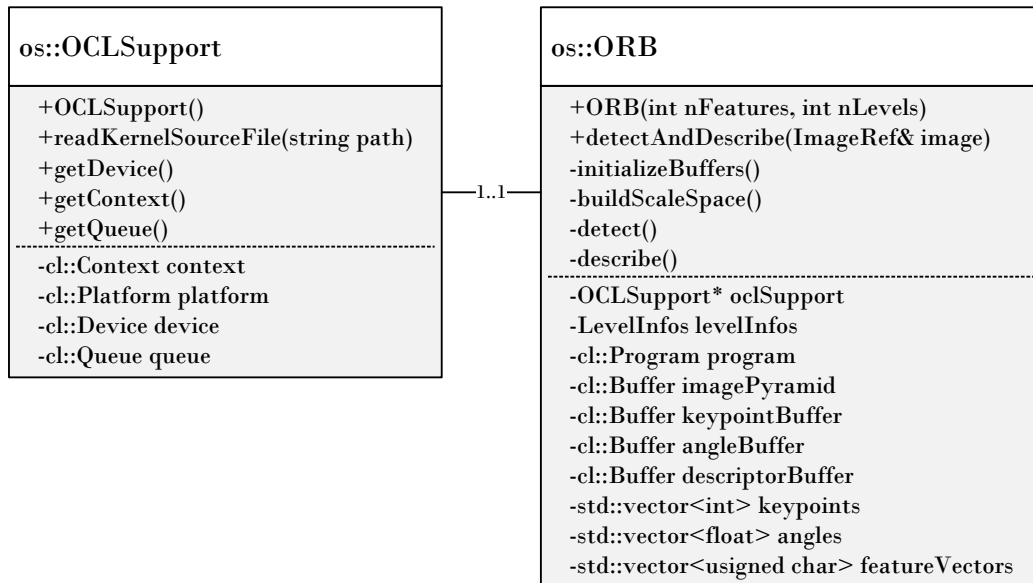 os::OCLSupport
+OCLSupport()
+readKernelSourceFile(string path)
+getDevice()
+getContext()
+getQueue()
-cl::Context context
-cl::Platform platform
-cl::Device device
-cl::Queue queue
1..1
os::ORB
+ORB(int nFeatures, int nLevels)
+detectAndDescribe(ImageRef& image)
-initializeBuffers()
-buildScaleSpace()
-detect()
-describe()
-OCLSupport* oclSupport
-LevelInfos levelInfos
-cl::Program program
-cl::Buffer imagePyramid
-cl::Buffer keypointBuffer
-cl::Buffer angleBuffer
-cl::Buffer descriptorBuffer
-std::vector<int> keypoints
-std::vector<float> angles
-std::vector<usigned char> featureVectors